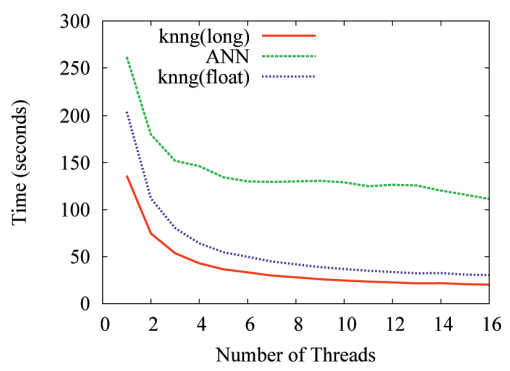 300
250
200
150
100
50
0
Time (seconds)
knng(long)
ANN
knng(float)
0 2 4 6 8 10 12 14 16
Number of Threads